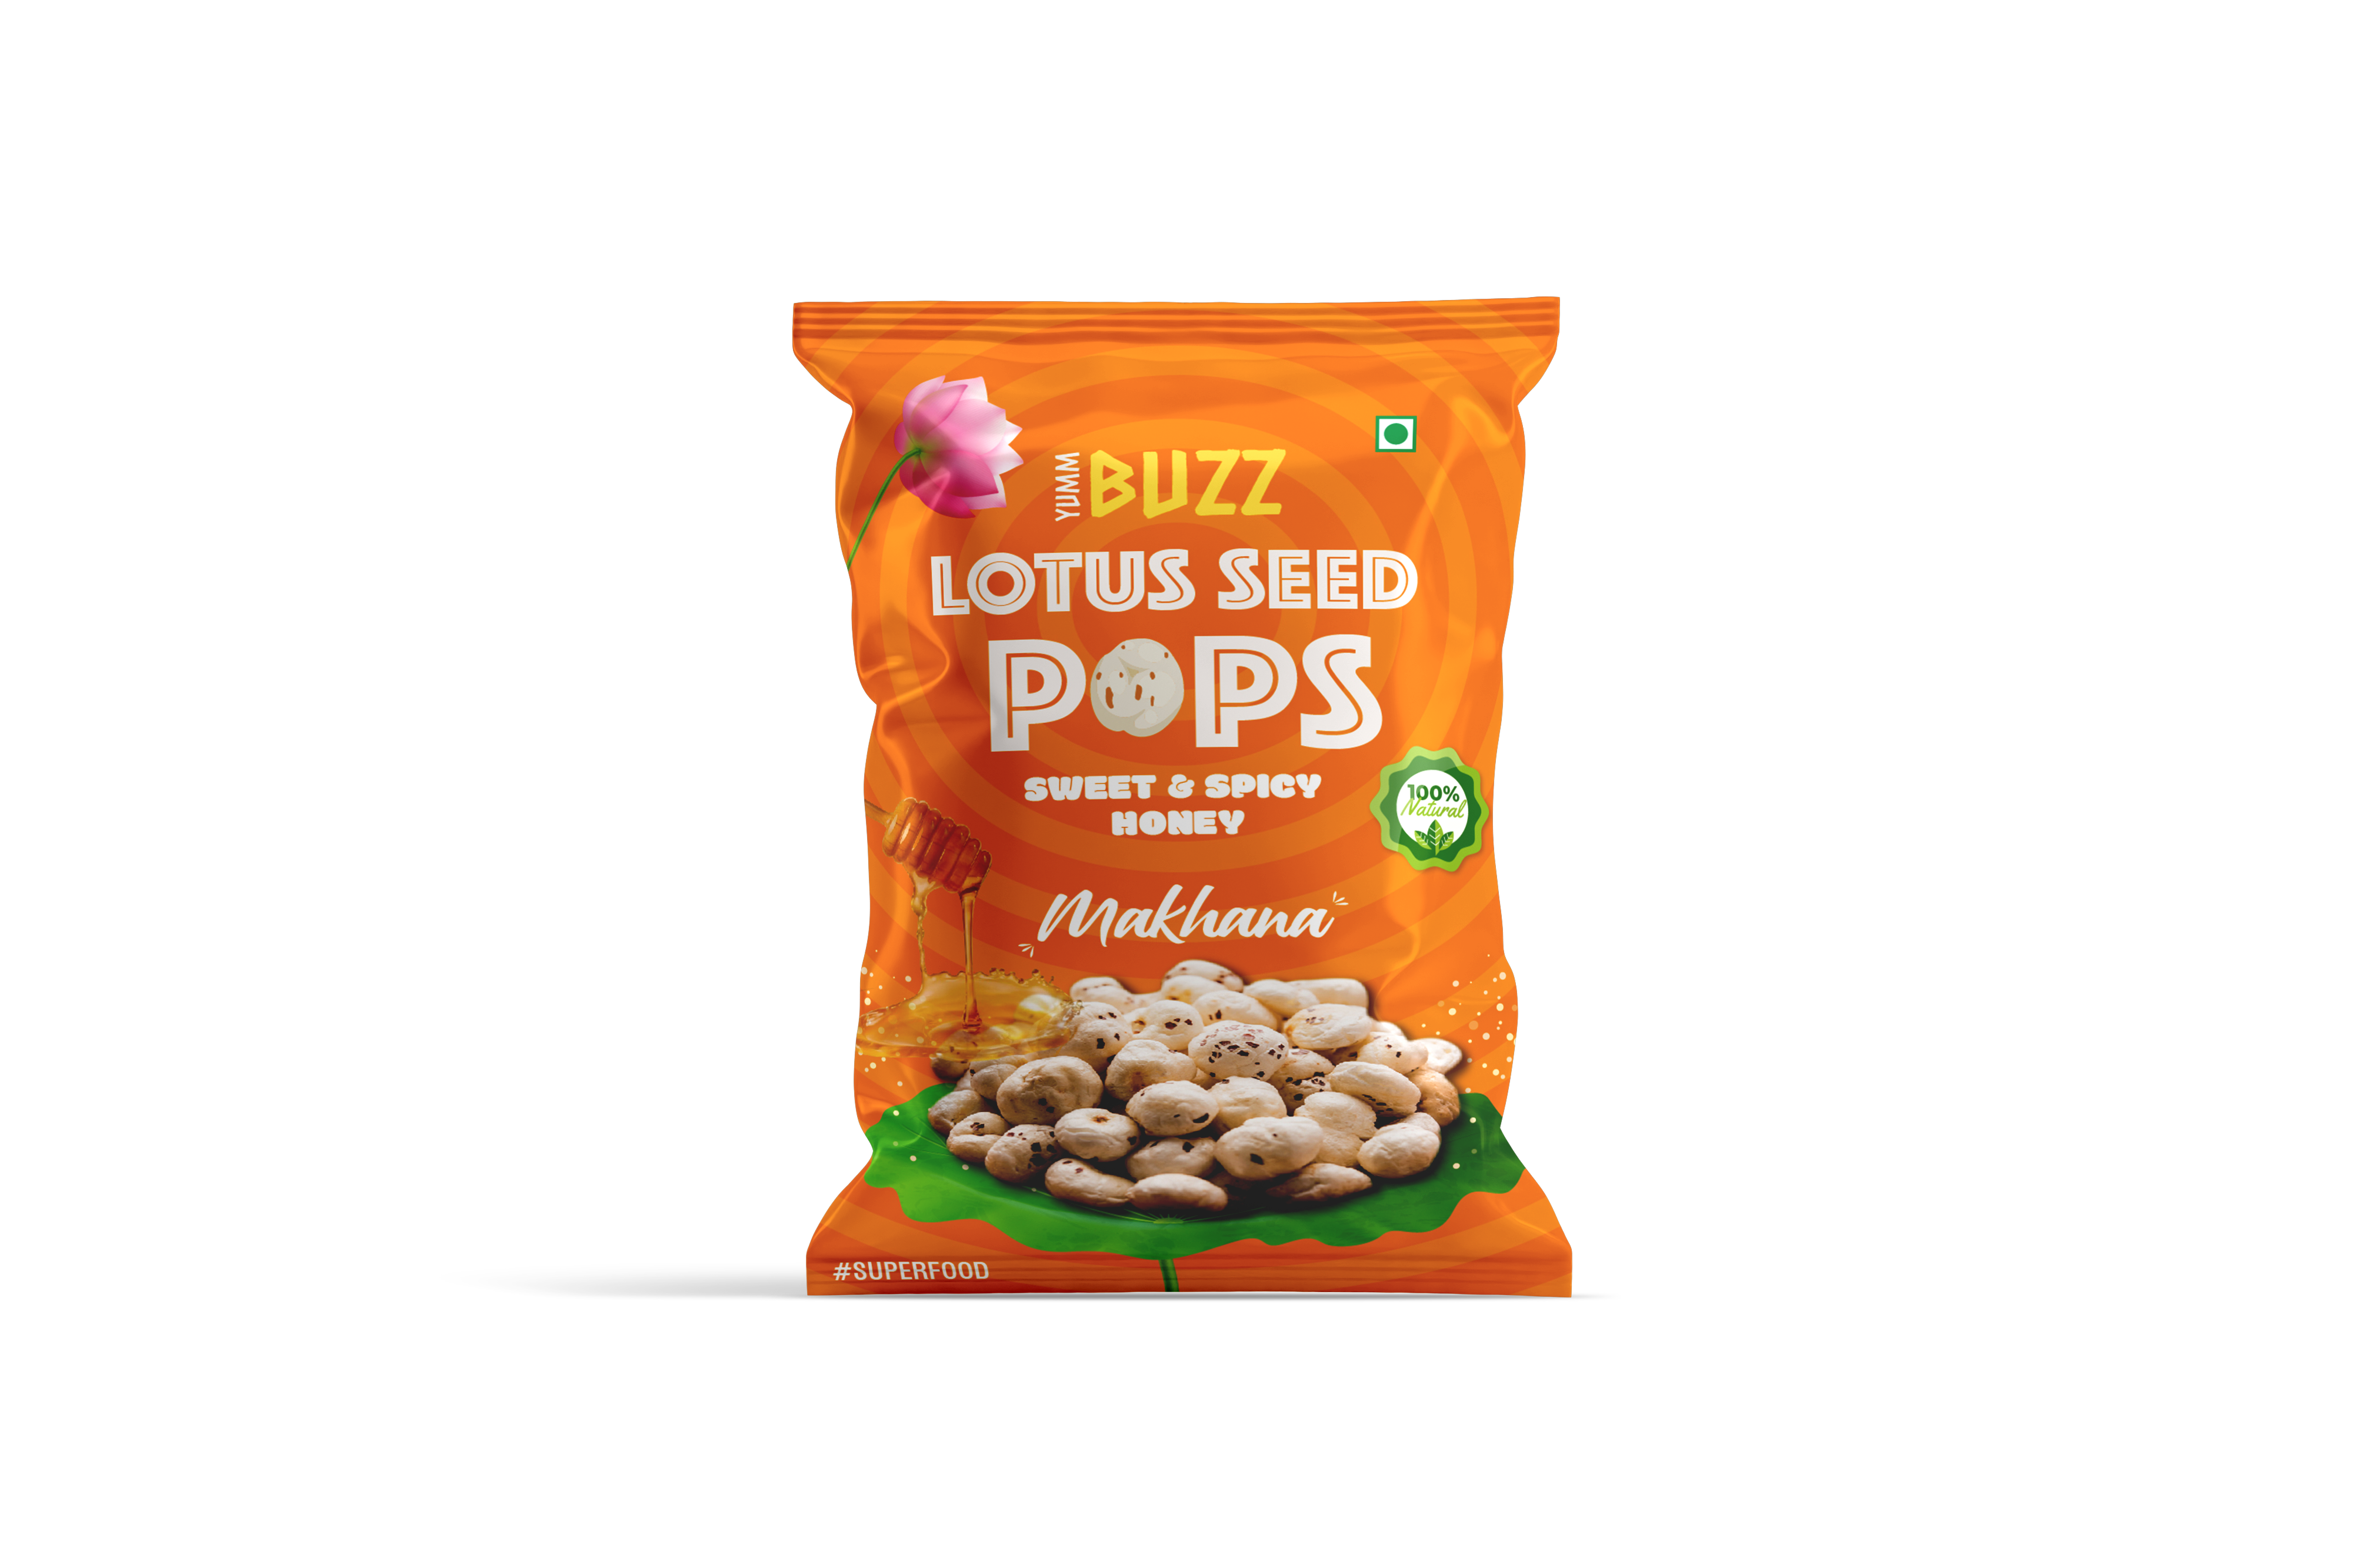 YUMM BUZZ
LOTUS SEED
POPS
SWEET & SPICY
HONEY
100%
Natural
Makhana
#SUPERFOOD